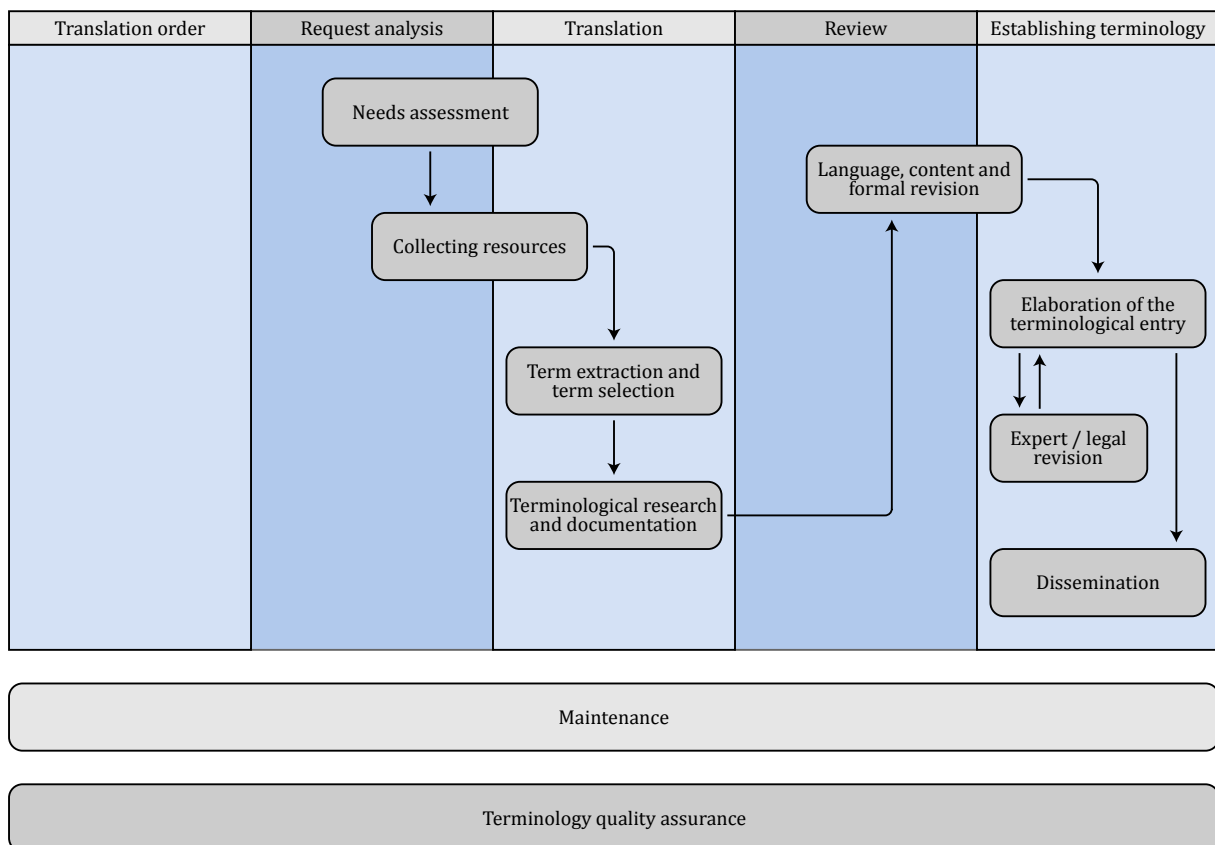 Translation order
Request analysis
Translation
Review
Establishing terminology
Needs assessment
Collecting resources
Term extraction and
term selection
Terminological research
and documentation
Language, content and
formal revision
Elaboration of the
terminological entry
Expert / legal
revision
Dissemination
Maintenance
Terminology quality assurance